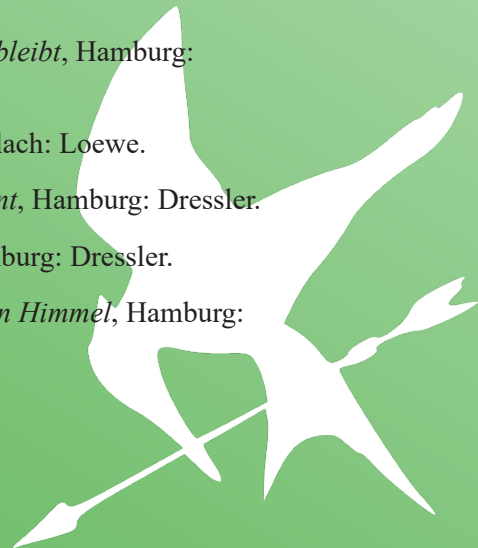 bleibt, Hamburg:
lach: Loewe.
nt, Hamburg: Dressler.
burg: Dressler.
n Himmel, Hamburg: